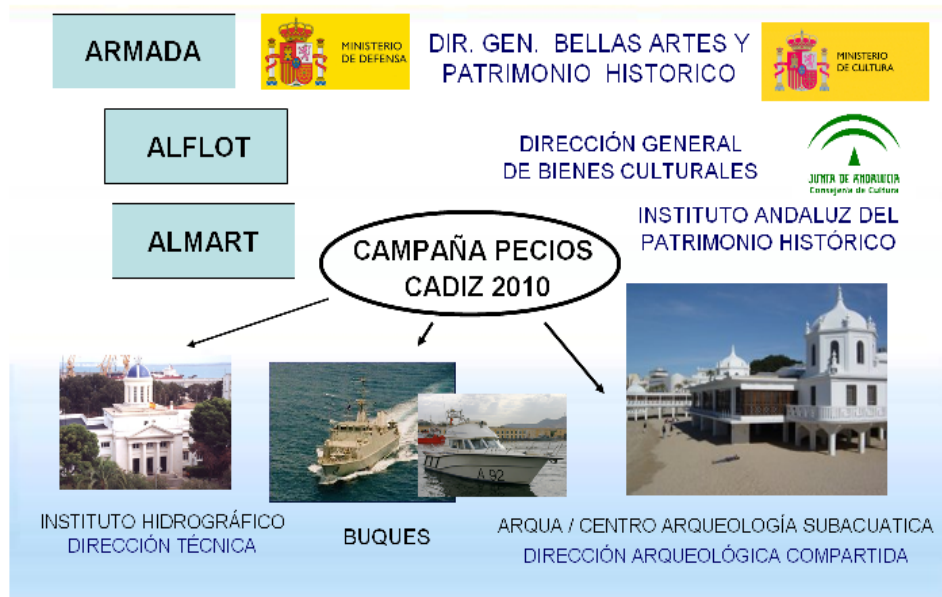 ARMADA
MINISTERIO
DE DEFENSA
DIR. GEN. BELLAS ARTES Y
PATRIMONIO HISTORICO
MINISTERIO
DE CULTURA
ALFLOT
DIRECCIÓN GENERAL
DE BIENES CULTURALES
JUNTA DE ANDALUCIA
Consejería de Cultura
ALMART
INSTITUTO ANDALUZ DEL
PATRIMONIO HISTÓRICO
CAMPAÑA PECIOS
CADIZ 2010
A 92
INSTITUTO HIDROGRÁFICO
DIRECCIÓN TÉCNICA
BUQUES
ARQUA / CENTRO ARQUEOLOGÍA SUBACUATICA
DIRECCIÓN ARQUEOLÓGICA COMPARTIDA